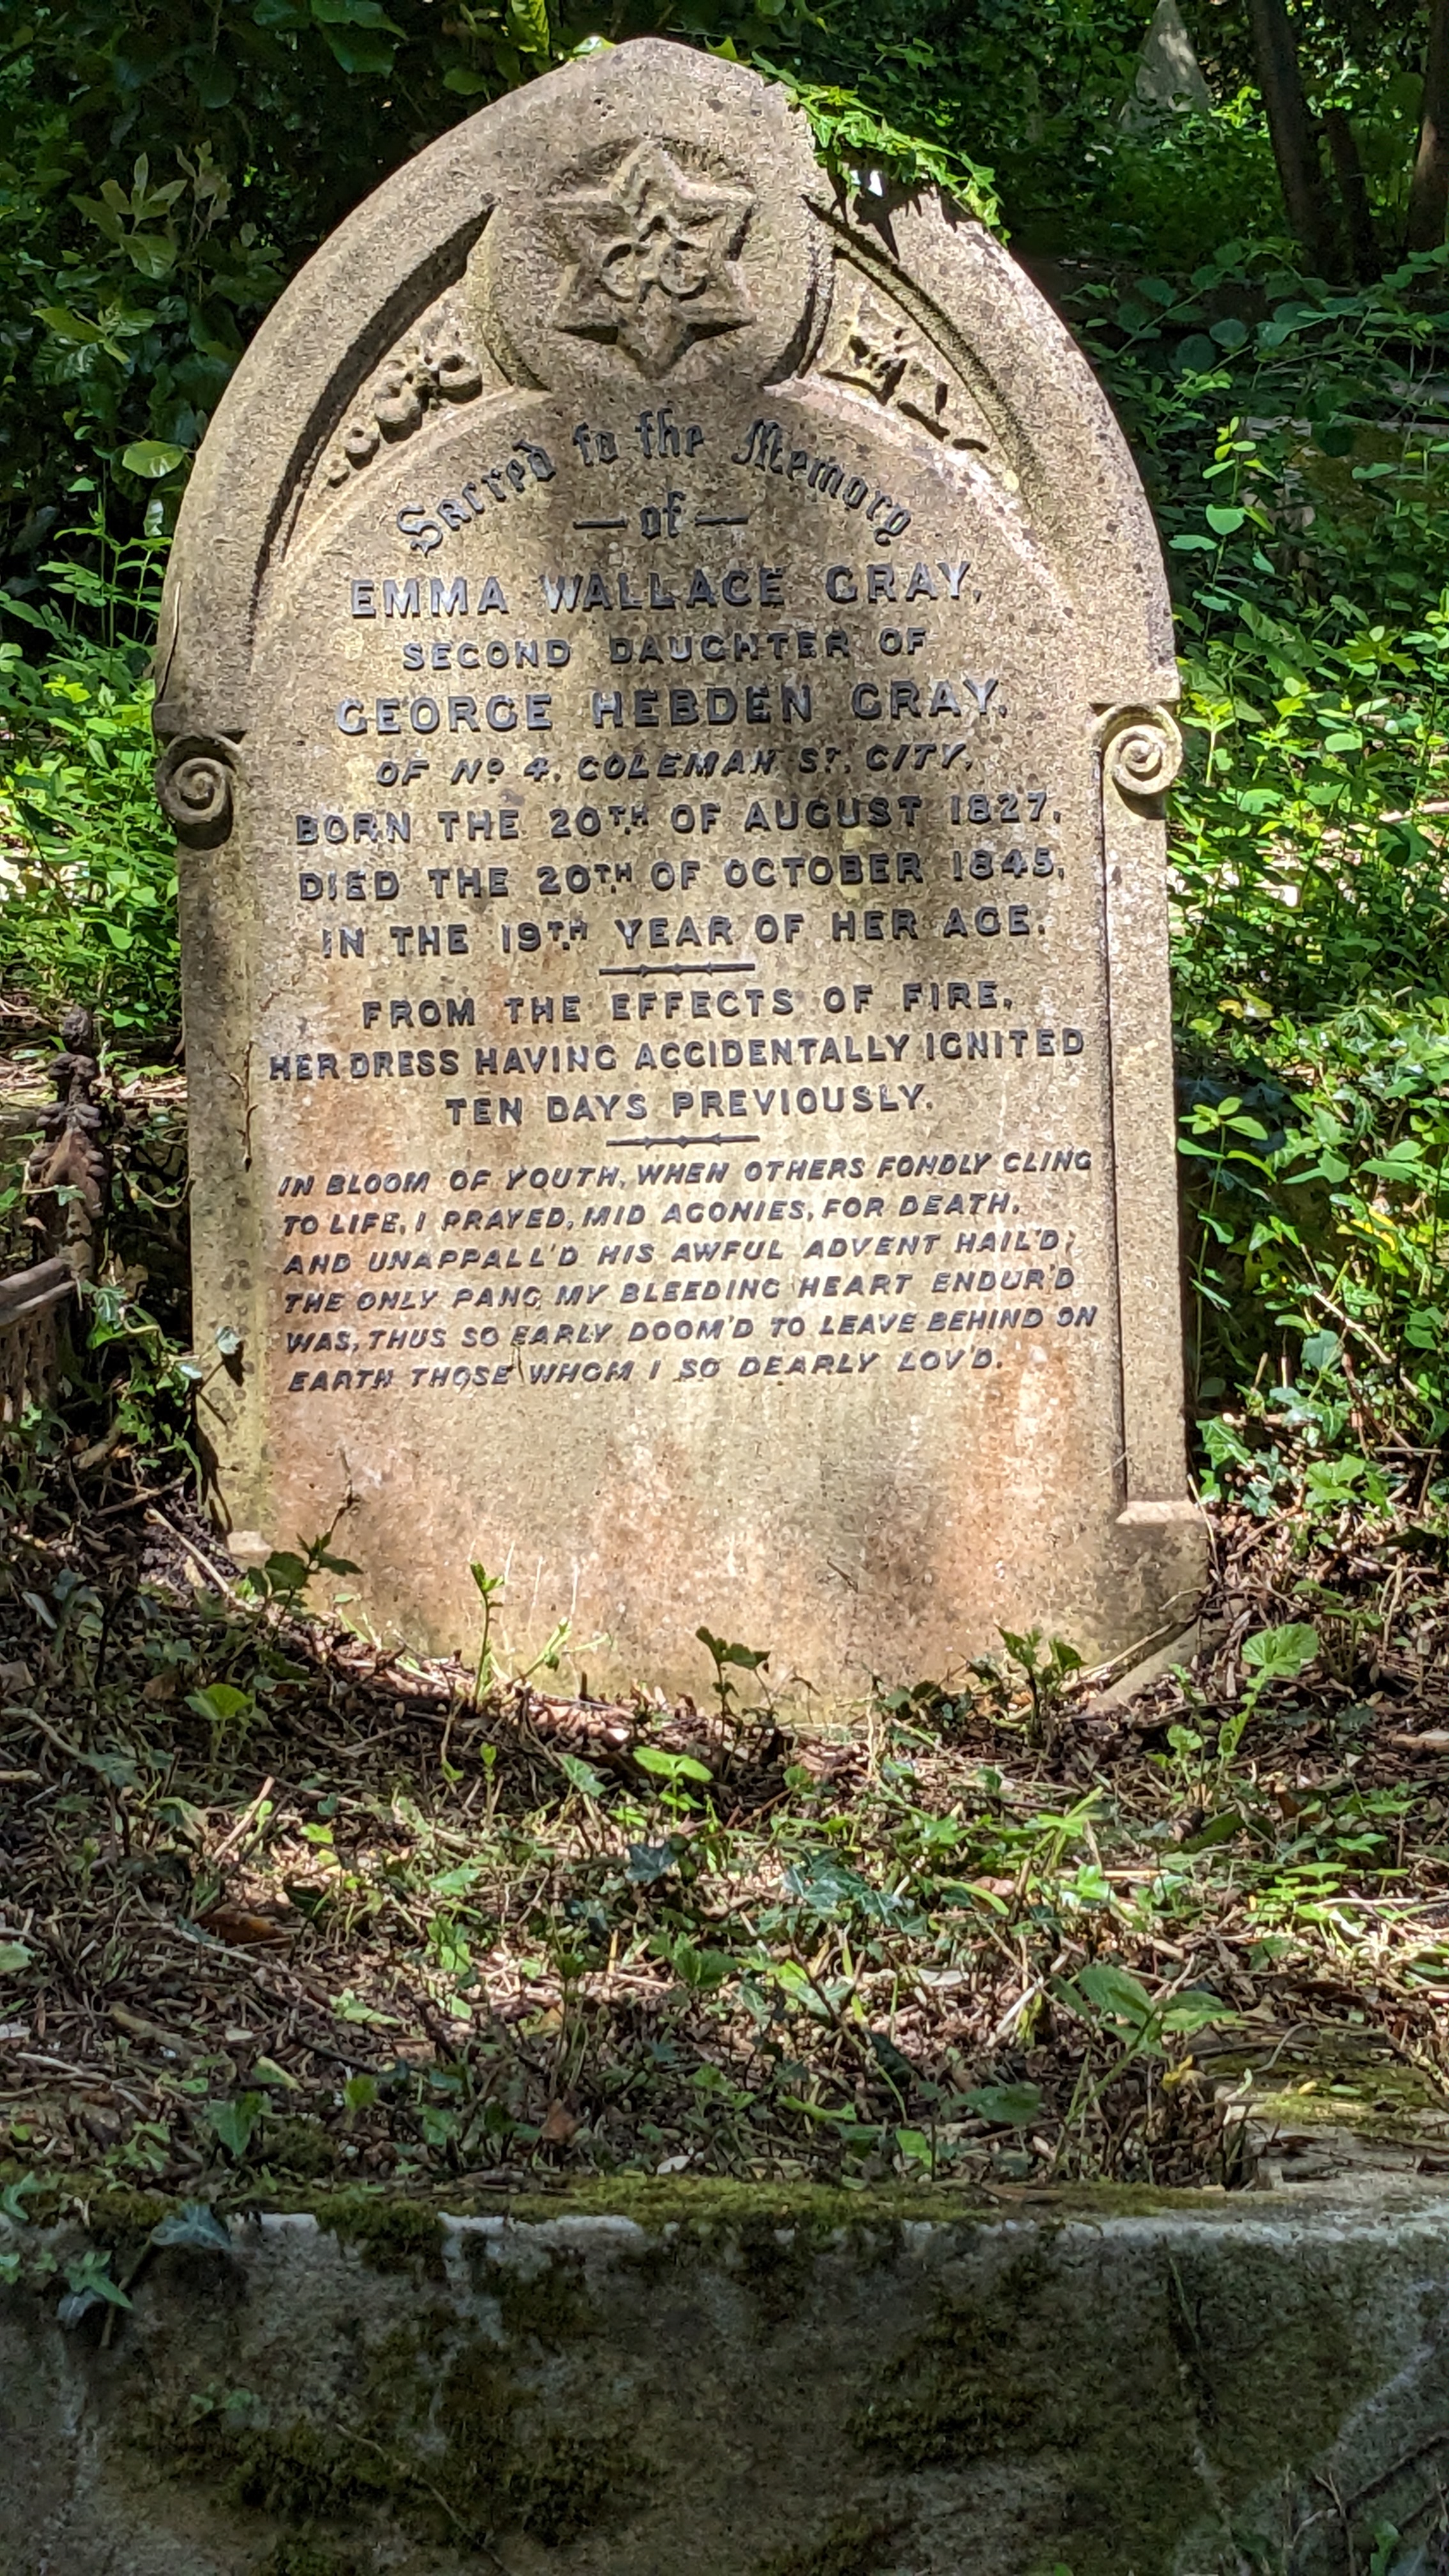 Sacred to the Memory
— of —
EMMA WALLACE GRAY,
SECOND DAUGHTER OF
GEORGE HEBDEN GRAY,
OF No 4, COLEMAN ST, CITY,
BORN THE 20TH OF AUGUST 1827,
DIED THE 20TH OF OCTOBER 1845,
IN THE 19TH YEAR OF HER AGE.
FROM THE EFFECTS OF FIRE,
HER DRESS HAVING ACCIDENTALLY IGNITED
TEN DAYS PREVIOUSLY.
IN BLOOM OF YOUTH, WHEN OTHERS FONDLY CLING
TO LIFE, I PRAYED, MID AGONIES, FOR DEATH,
AND UNAPPALL'D HIS AWFUL ADVENT HAIL'D;
THE ONLY PANG MY BLEEDING HEART ENDUR'D
WAS, THUS SO EARLY DOOM'D TO LEAVE BEHIND ON
EARTH THOSE WHOM I SO DEARLY LOV'D.